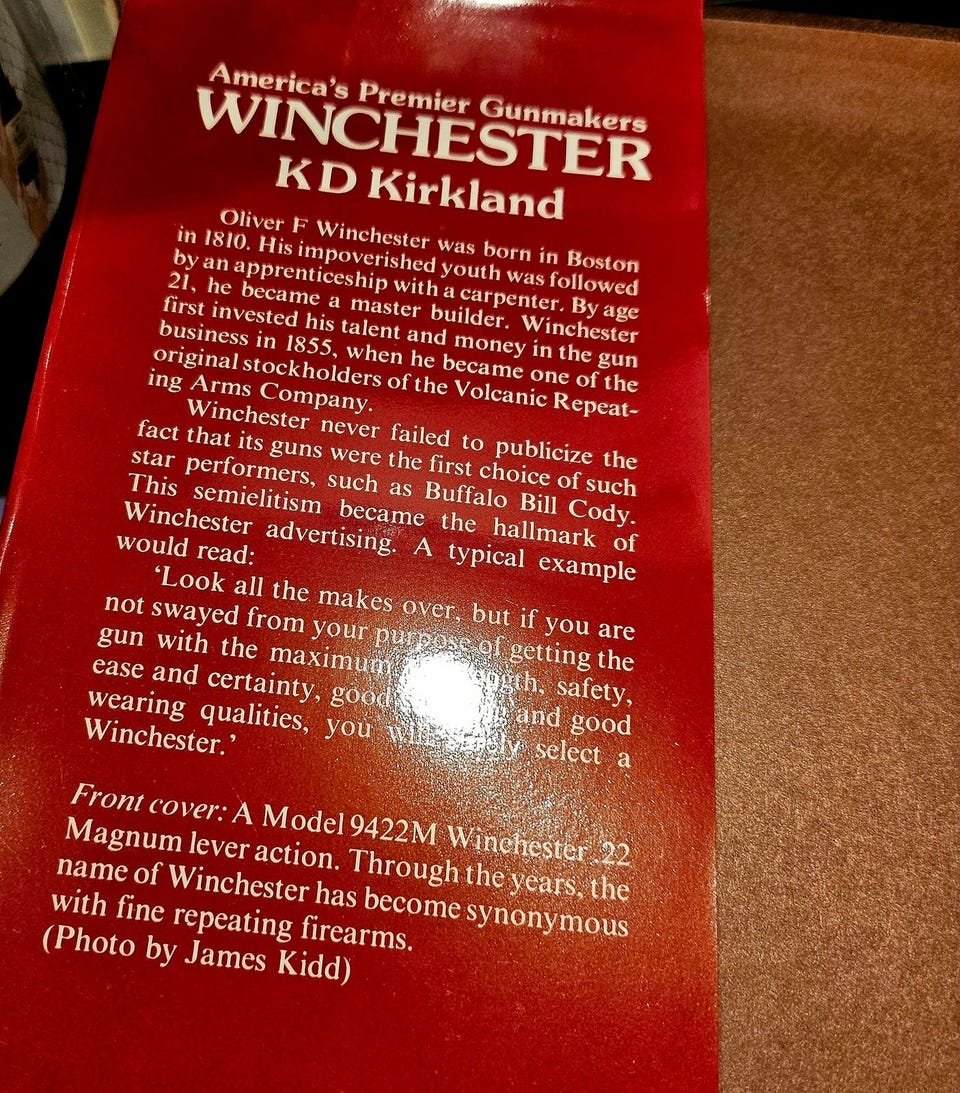 America's Premier Gunmakers
WINCHESTER
K D Kirkland
Oliver F Winchester was born in Boston
in 1810. His impoverished youth was followed
by an apprenticeship with a carpenter. By age
21, he became a master builder. Winchester
first invested his talent and money in the gun
business in 1855, when he became one of the
original stockholders of the Volcanic Repeat-
ing Arms Company.
Winchester never failed to publicize the
fact that its guns were the first choice of such
star performers, such as Buffalo Bill Cody.
This semielitism became the hallmark of
Winchester advertising. A typical example
would read:
'Look all the makes over, but if you are
not swayed from your purpose of getting the
gun with the maximum safety,
ease and certainty, good and good
wearing qualities, you select a
Winchester.'
Front cover: A Model 9422M Winchester .22
Magnum lever action. Through the years, the
name of Winchester has become synonymous
with fine repeating firearms.
(Photo by James Kidd)